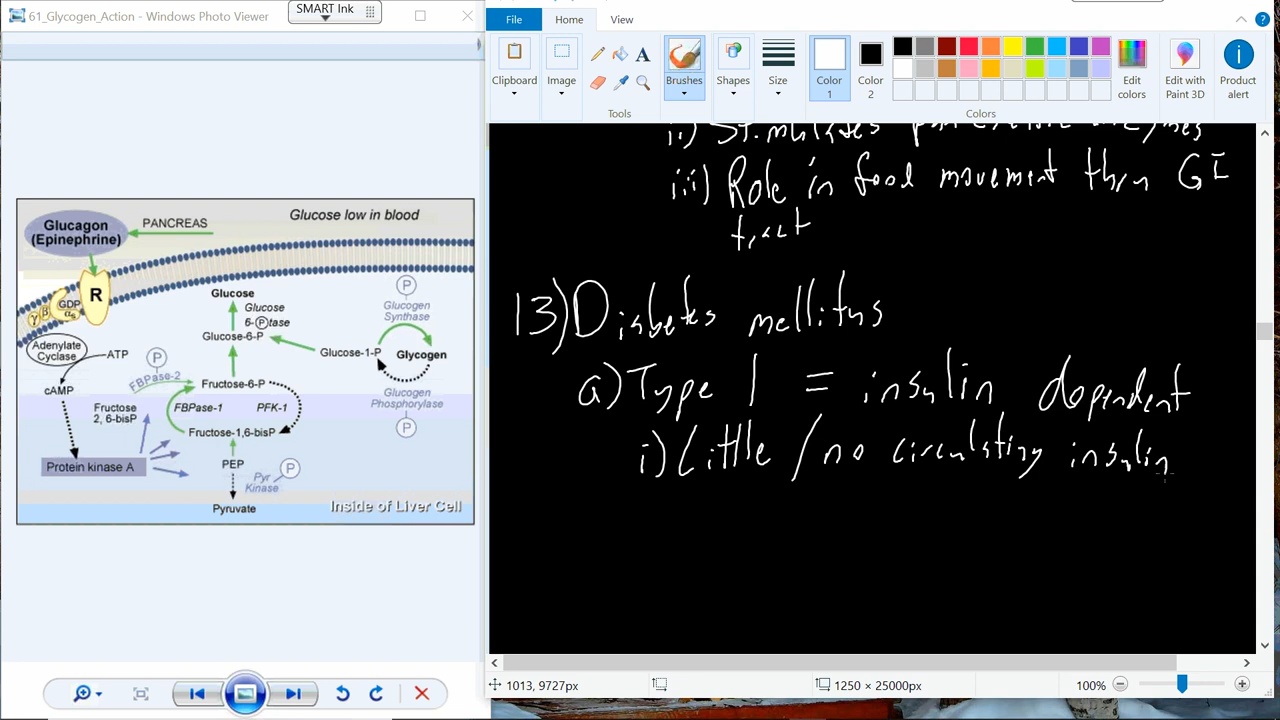 61_Glycogen_Action - Windows Photo Viewer
SMART Ink
Glucagon
(Epinephrine)
PANCREAS
Glucose low in blood
R
GDP
γ β
αs
Adenylate
Cyclase
ATP
cAMP
Protein kinase A
P
FBPase-2
Fructose
2, 6-bisP
Glucose
Glucose
6-Ptase
Glucose-6-P
Fructose-6-P
FBPase-1
PFK-1
Fructose-1,6-bisP
PEP
Pyr
Kinase
P
Pyruvate
P
Glucogen
Synthase
Glucose-1-P
Glycogen
Glucogen
Phosphorylase
P
Inside of Liver Cell
File
Home
View
Clipboard
Image
Tools
Brushes
Shapes
Size
Color
1
Color
2
Edit
colors
Colors
Edit with
Paint 3D
Product
alert
ii) Stimulates
iii) Role in food movement thru GI
tract
13) Diabetes mellitus
a) Type 1 = insulin dependent
i) Little / no circulating insulin
1013, 9727px
1250 × 25000px
100%